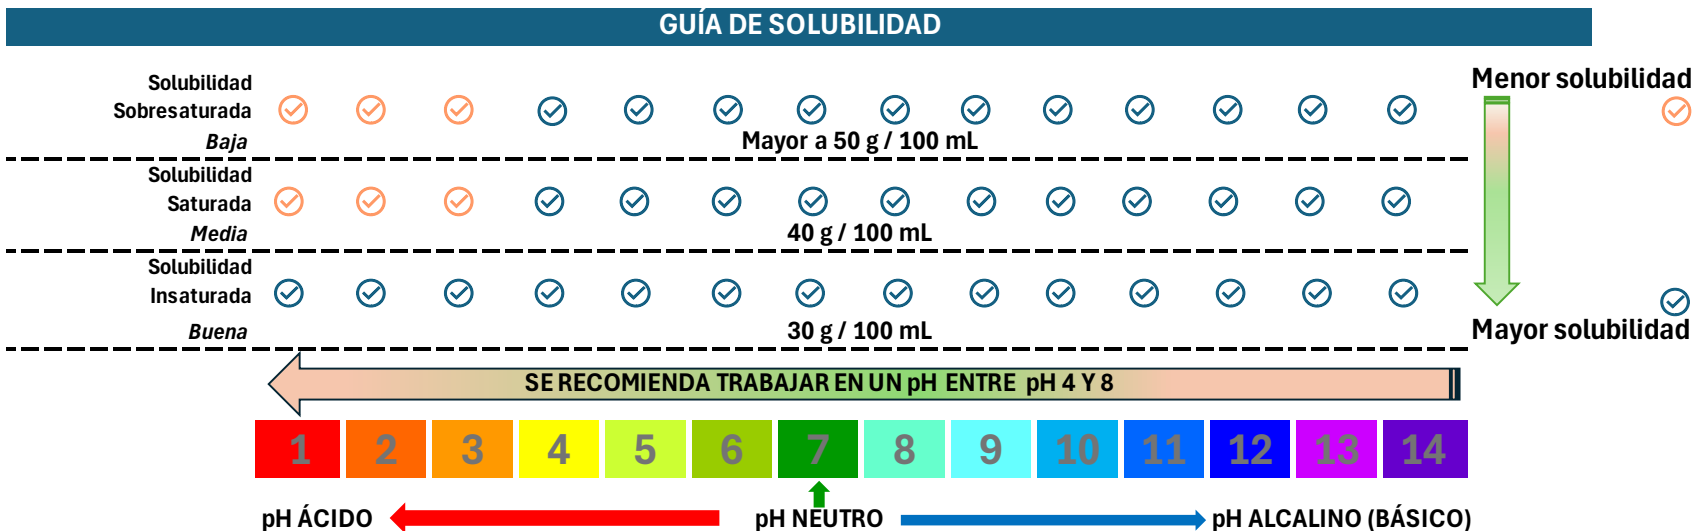 GUÍA DE SOLUBILIDAD
Solubilidad
Sobresaturada
Baja
Mayor a 50 g / 100 mL
Menor solubilidad
Solubilidad
Saturada
Media
40 g / 100 mL
Solubilidad
Insaturada
Buena
30 g / 100 mL
Mayor solubilidad
SE RECOMIENDA TRABAJAR EN UN pH ENTRE pH 4 Y 8
1 2 3 4 5 6 7 8 9 10 11 12 13 14
pH ÁCIDO pH NEUTRO pH ALCALINO (BÁSICO)